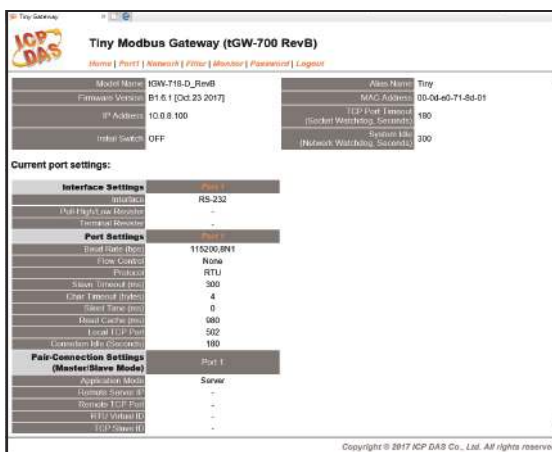 Tiny Gateway
ICP DAS
Tiny Modbus Gateway (tGW-700 RevB)
Home | Port1 | Network | Filter | Monitor | Password | Logout
Model Name tGW-718-D_RevB Alias Name Tiny
Firmware Version B1.6.1 [Oct.23 2017] MAC Address 00-0d-e0-71-8d-01
IP Address 10.0.8.100 TCP Port Timeout (Socket Watchdog, Seconds) 180
Initial Switch OFF System Idle (Network Watchdog, Seconds) 300
Current port settings:
Interface Settings Port 1
Interface RS-232
Pull-High/Low Resister -
Terminal Resister -
Port Settings Port 1
Baud Rate (bps) 115200,8N1
Flow Control None
Protocol RTU
Slave Timeout (ms) 300
Char Timeout (bytes) 4
Silent Time (ms) 0
Read Cache (ms) 980
Local TCP Port 502
Connection Idle (Seconds) 180
Pair-Connection Settings (Master/Slave Mode) Port 1
Application Mode Server
Remote Server IP -
Remote TCP Port -
RTU Virtual ID -
TCP Slave ID -
Copyright © 2017 ICP DAS Co., Ltd. All rights reserve